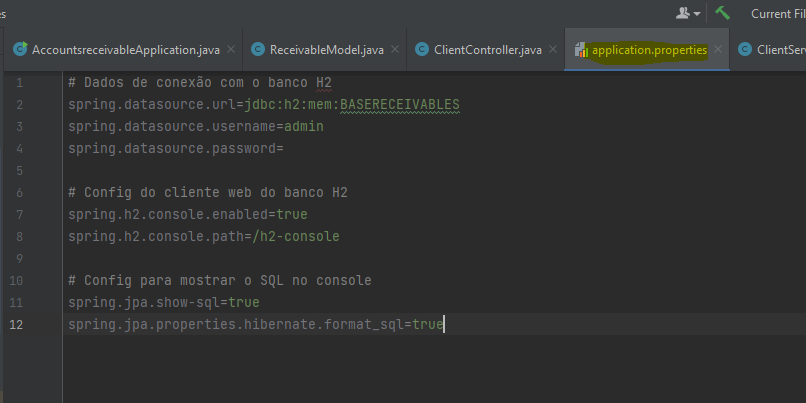 es
Current Fil
AccountsreceivableApplication.java
ReceivableModel.java
ClientController.java
application.properties
ClientServ
1 # Dados de conexão com o banco H2
2 spring.datasource.url=jdbc:h2:mem:BASERECEIVABLES
3 spring.datasource.username=admin
4 spring.datasource.password=
5
6 # Config do cliente web do banco H2
7 spring.h2.console.enabled=true
8 spring.h2.console.path=/h2-console
9
10 # Config para mostrar o SQL no console
11 spring.jpa.show-sql=true
12 spring.jpa.properties.hibernate.format_sql=true